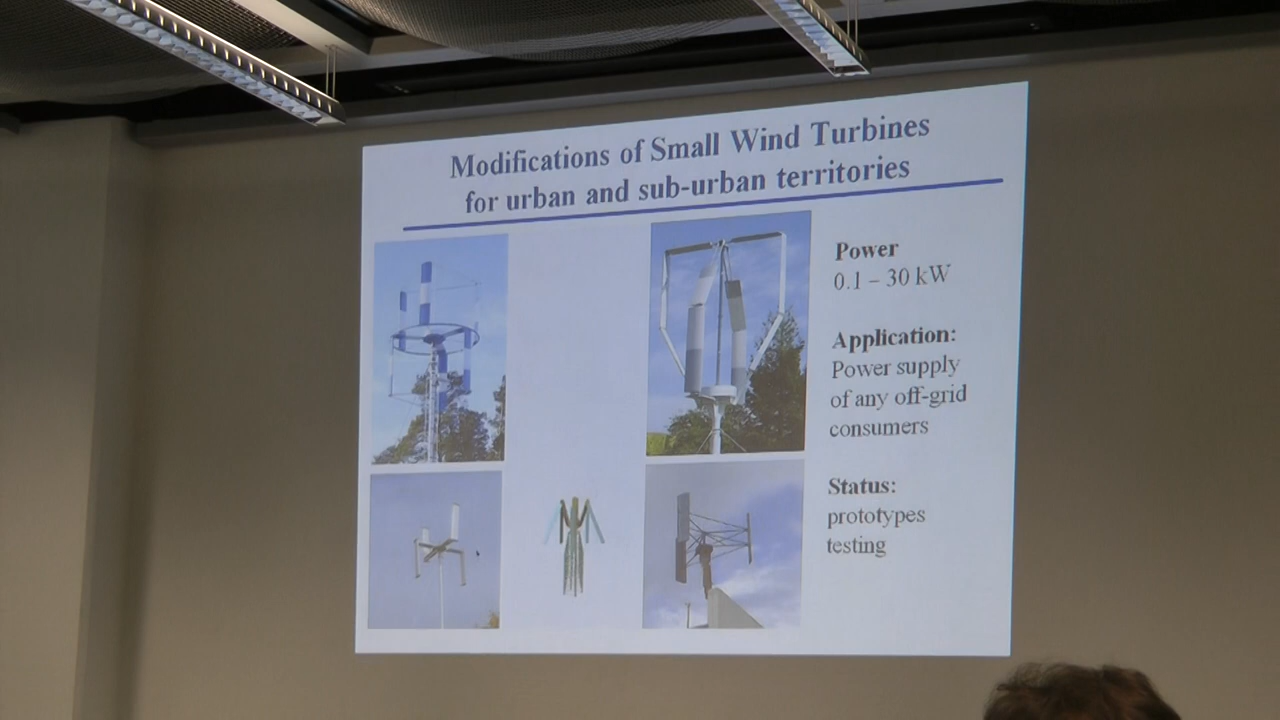 Modifications of Small Wind Turbines
for urban and sub-urban territories
Power
0.1 – 30 kW
Application:
Power supply
of any off-grid
consumers
Status:
prototypes
testing